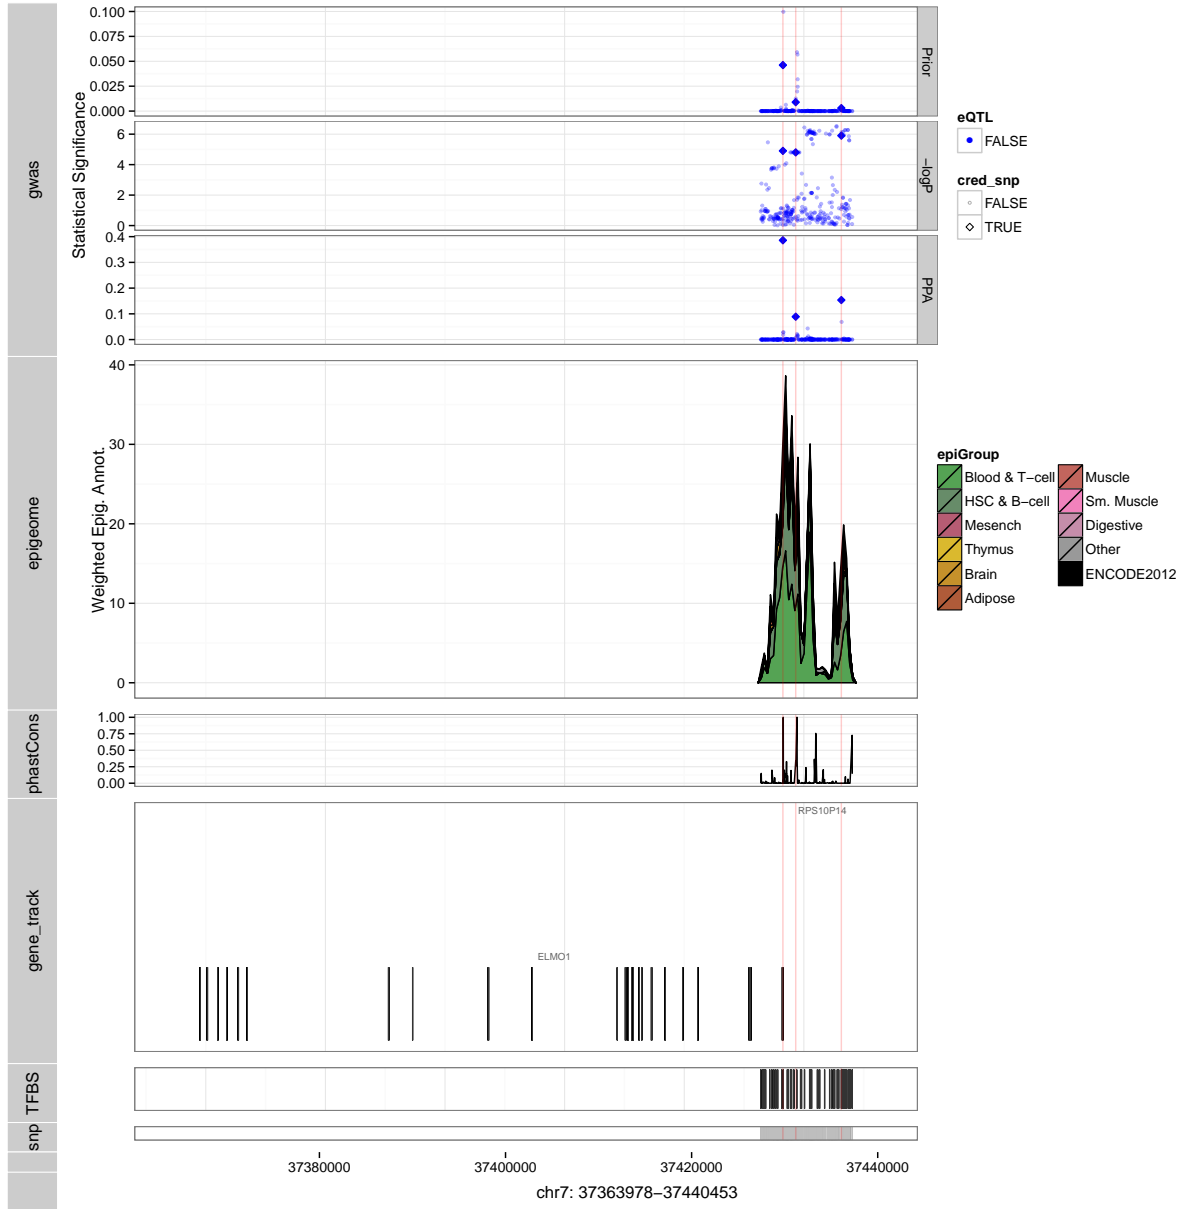 gwas
Statistical Significance
0.100
0.075
0.050
0.025
0.000
Prior
6
4
2
0
−logP
0.4
0.3
0.2
0.1
0.0
PPA
eQTL
FALSE
cred_snp
FALSE
TRUE
epigeome
Weighted Epig. Annot.
40
30
20
10
0
epiGroup
Blood & T−cell
HSC & B−cell
Mesench
Thymus
Brain
Adipose
Muscle
Sm. Muscle
Digestive
Other
ENCODE2012
phastCons
1.00
0.75
0.50
0.25
0.00
gene_track
RPS10P14
ELMO1
TFBS
snp
37380000 37400000 37420000 37440000
chr7: 37363978−37440453